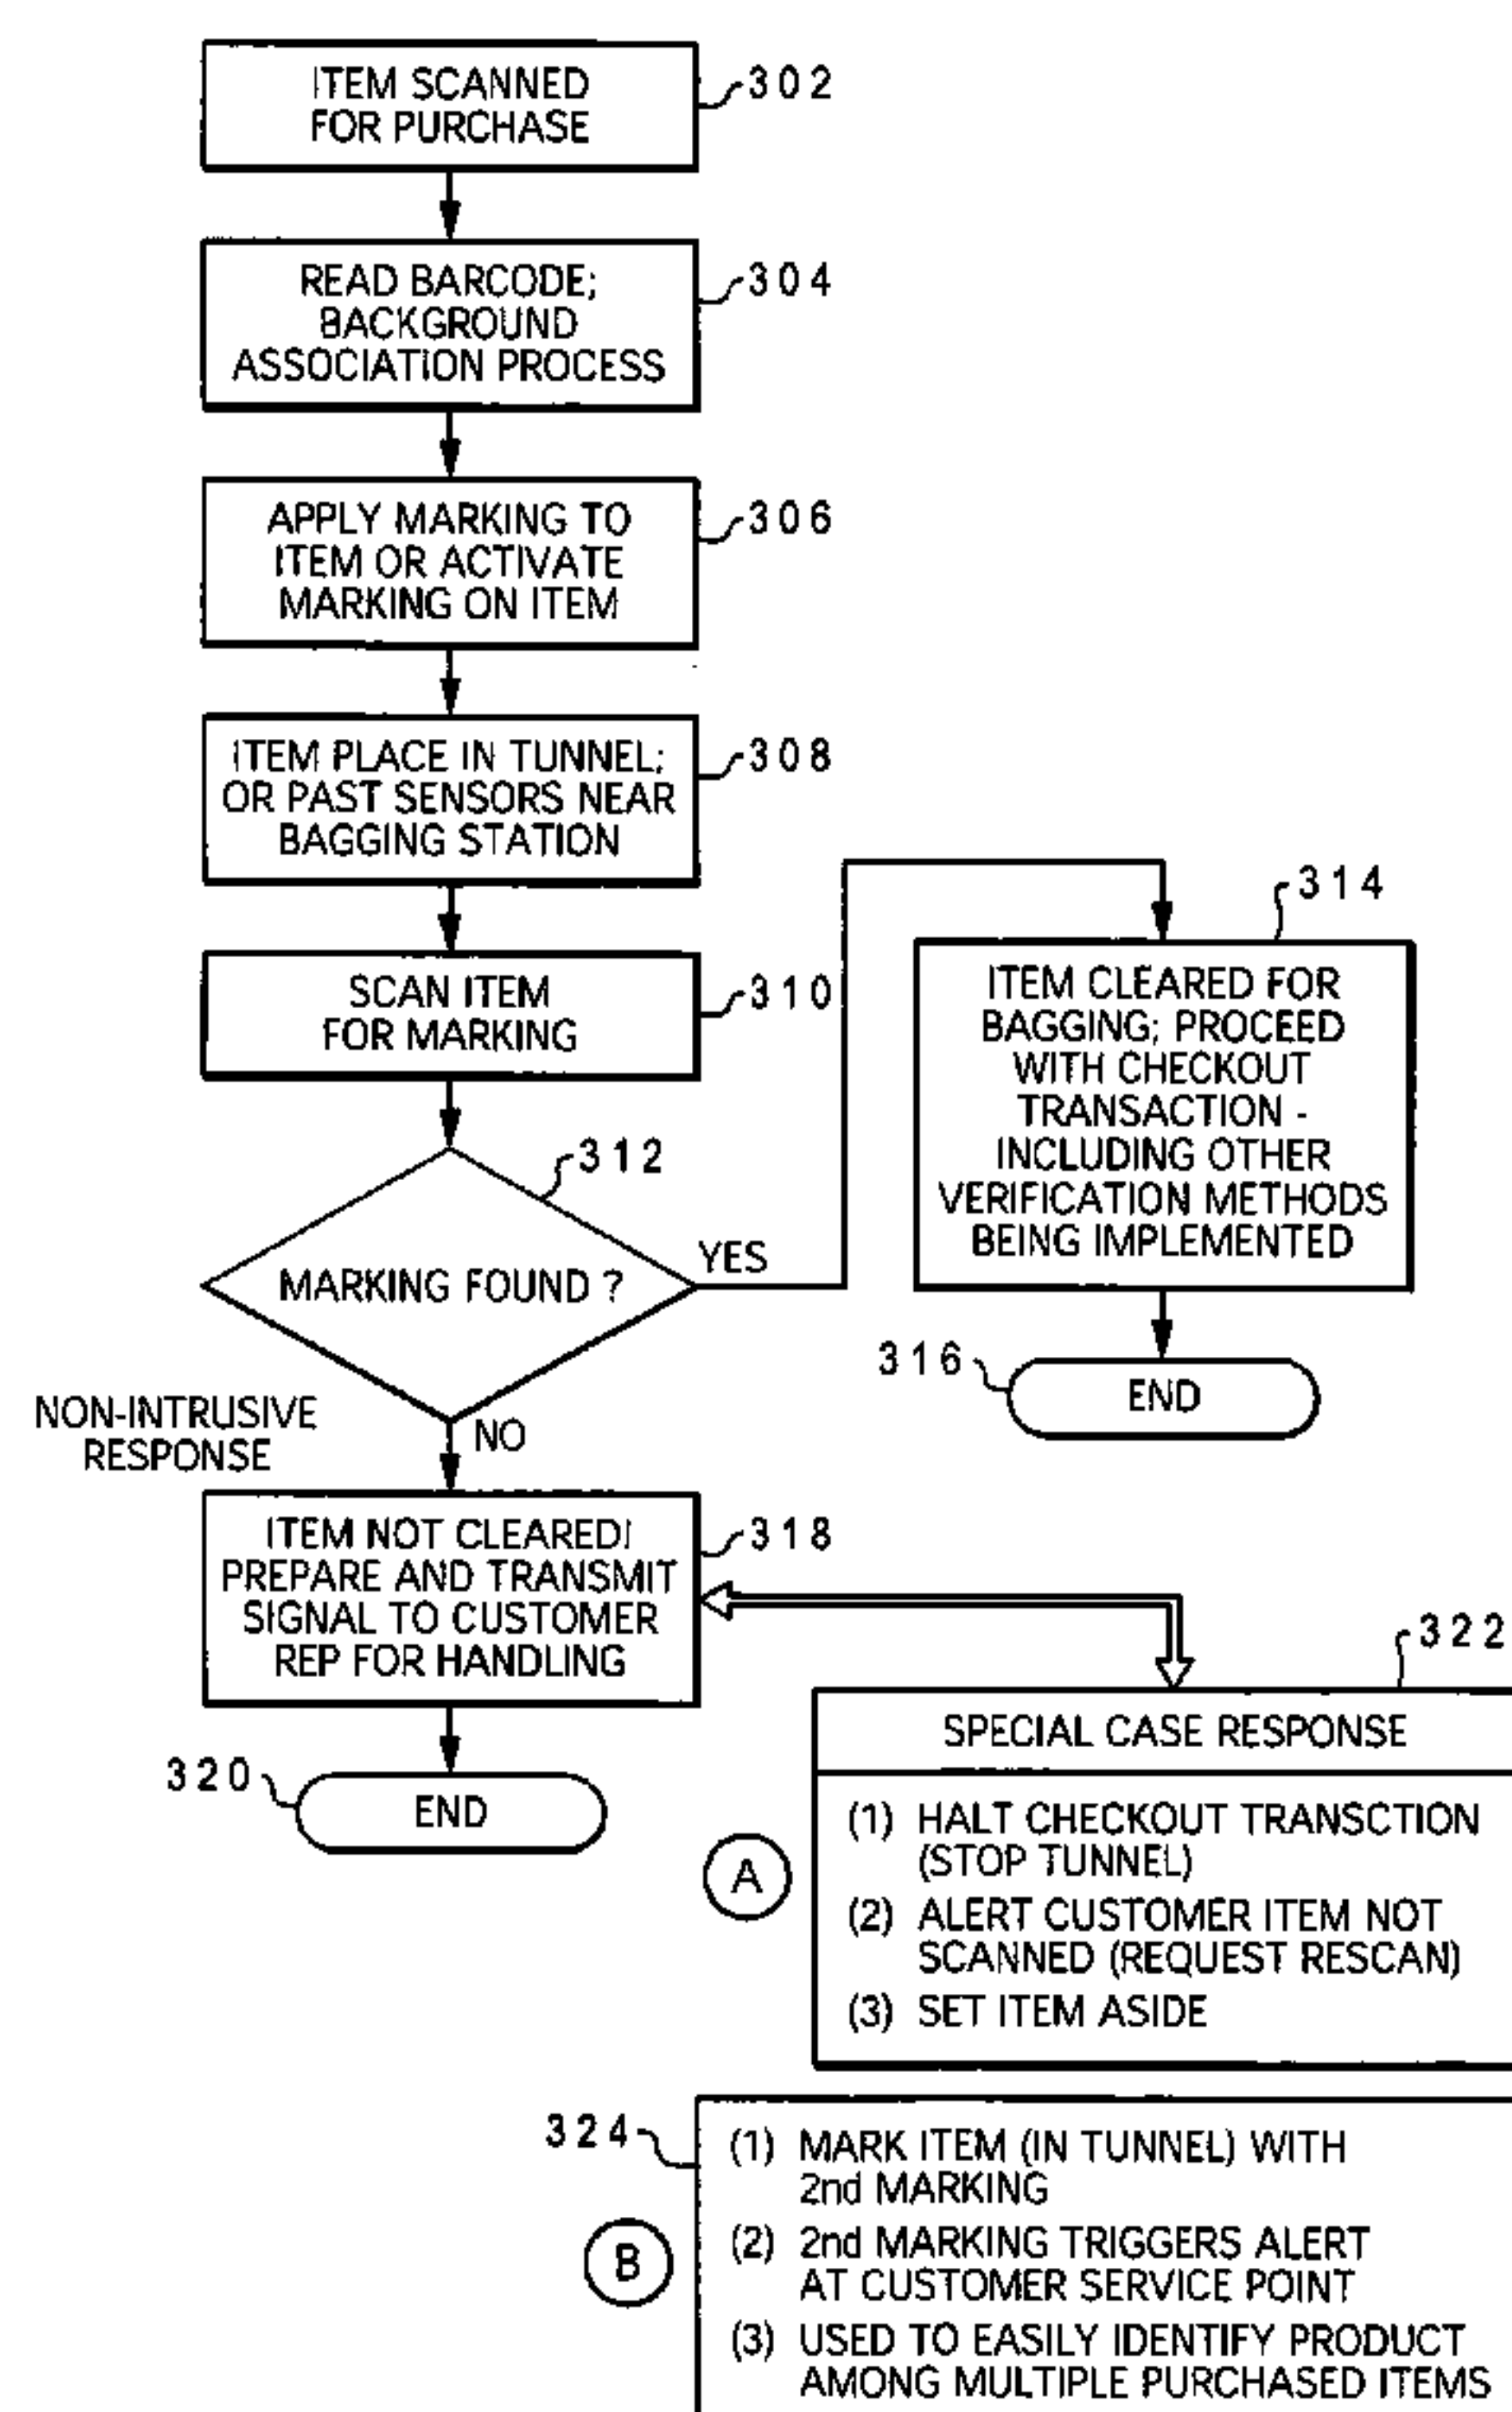 ITEM SCANNED
FOR PURCHASE
302
READ BARCODE;
BACKGROUND
ASSOCIATION PROCESS
304
APPLY MARKING TO
ITEM OR ACTIVATE
MARKING ON ITEM
306
ITEM PLACE IN TUNNEL;
OR PAST SENSORS NEAR
BAGGING STATION
308
SCAN ITEM
FOR MARKING
310
312
MARKING FOUND ?
YES
314
ITEM CLEARED FOR
BAGGING; PROCEED
WITH CHECKOUT
TRANSACTION -
INCLUDING OTHER
VERIFICATION METHODS
BEING IMPLEMENTED
316
END
NON-INTRUSIVE
RESPONSE
NO
ITEM NOT CLEARED!
PREPARE AND TRANSMIT
SIGNAL TO CUSTOMER
REP FOR HANDLING
318
320
END
322
SPECIAL CASE RESPONSE
A
(1) HALT CHECKOUT TRANSCTION
(STOP TUNNEL)
(2) ALERT CUSTOMER ITEM NOT
SCANNED (REQUEST RESCAN)
(3) SET ITEM ASIDE
324
B
(1) MARK ITEM (IN TUNNEL) WITH
2nd MARKING
(2) 2nd MARKING TRIGGERS ALERT
AT CUSTOMER SERVICE POINT
(3) USED TO EASILY IDENTIFY PRODUCT
AMONG MULTIPLE PURCHASED ITEMS